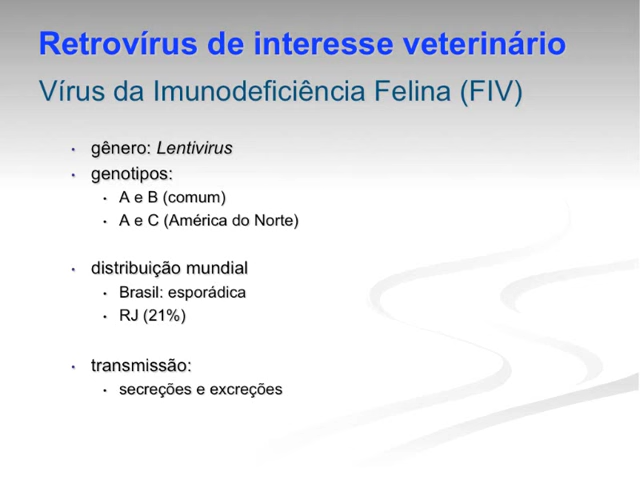 Retrovírus de interesse veterinário
Vírus da Imunodeficiência Felina (FIV)
• gênero: Lentivirus
• genotipos:
• A e B (comum)
• A e C (América do Norte)
• distribuição mundial
• Brasil: esporádica
• RJ (21%)
• transmissão:
• secreções e excreções